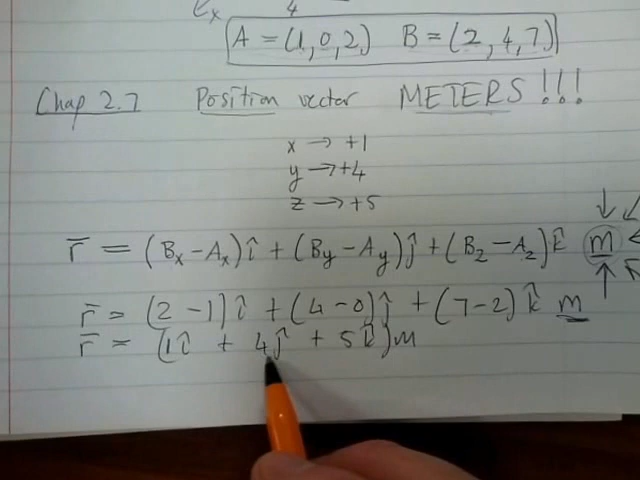 A = (1,0,2) B = (2,4,7)
Chap 2.7 Position vector METERS !!!
x → +1
y → +4
z → +5
r̄ = (Bx - Ax)î + (By - Ay)ĵ + (Bz - Az)k̂ m
r̄ = (2 - 1)î + (4 - 0)ĵ + (7 - 2)k̂ m
r̄ = (1î + 4ĵ + 5k̂)m